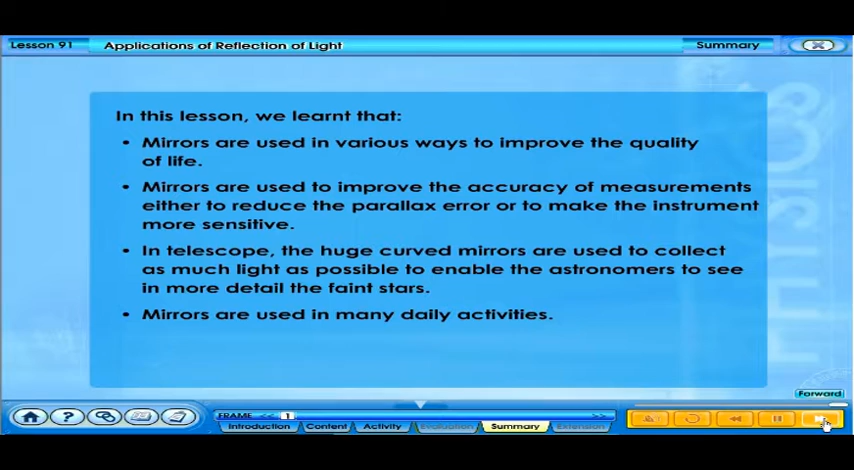 Lesson 91
Applications of Reflection of Light
Summary
In this lesson, we learnt that:
• Mirrors are used in various ways to improve the quality
of life.
• Mirrors are used to improve the accuracy of measurements
either to reduce the parallax error or to make the instrument
more sensitive.
• In telescope, the huge curved mirrors are used to collect
as much light as possible to enable the astronomers to see
in more detail the faint stars.
• Mirrors are used in many daily activities.
PHYSICS
Forward
FRAME << 1 >>
Introduction Content Activity Evaluation Summary Extension